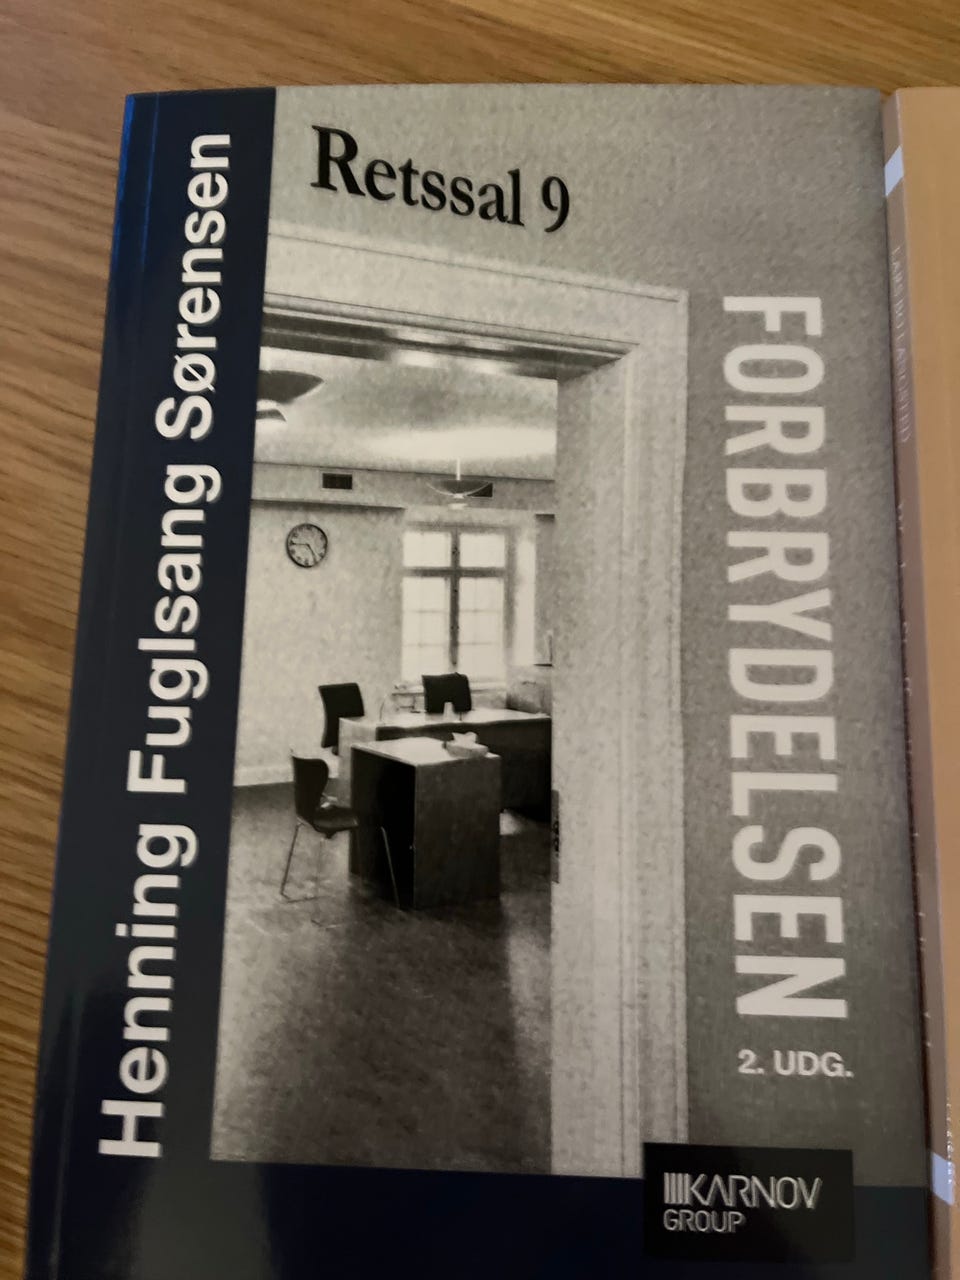 Henning Fuglsang Sørensen
Retssal 9
FORBRYDELSEN
2. UDG.
KARNOV
GROUP